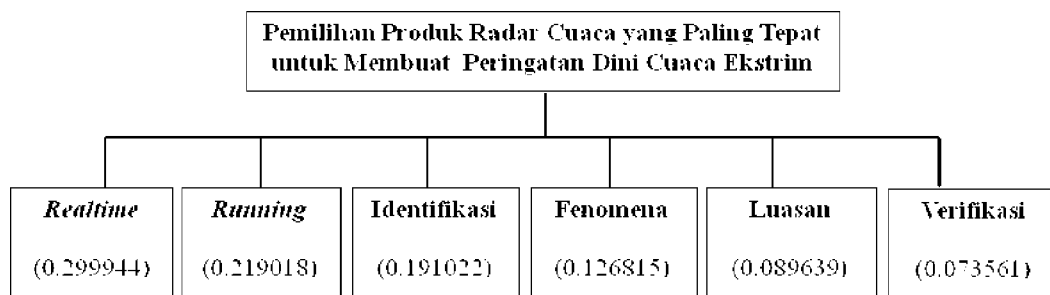 Pemilihan Produk Radar Cuaca yang Paling Tepat
untuk Membuat Peringatan Dini Cuaca Ekstrim
Realtime Running Identifikasi Fenomena Luasan Verifikasi
(0.299944) (0.219018) (0.191022) (0.126815) (0.089639) (0.073561)